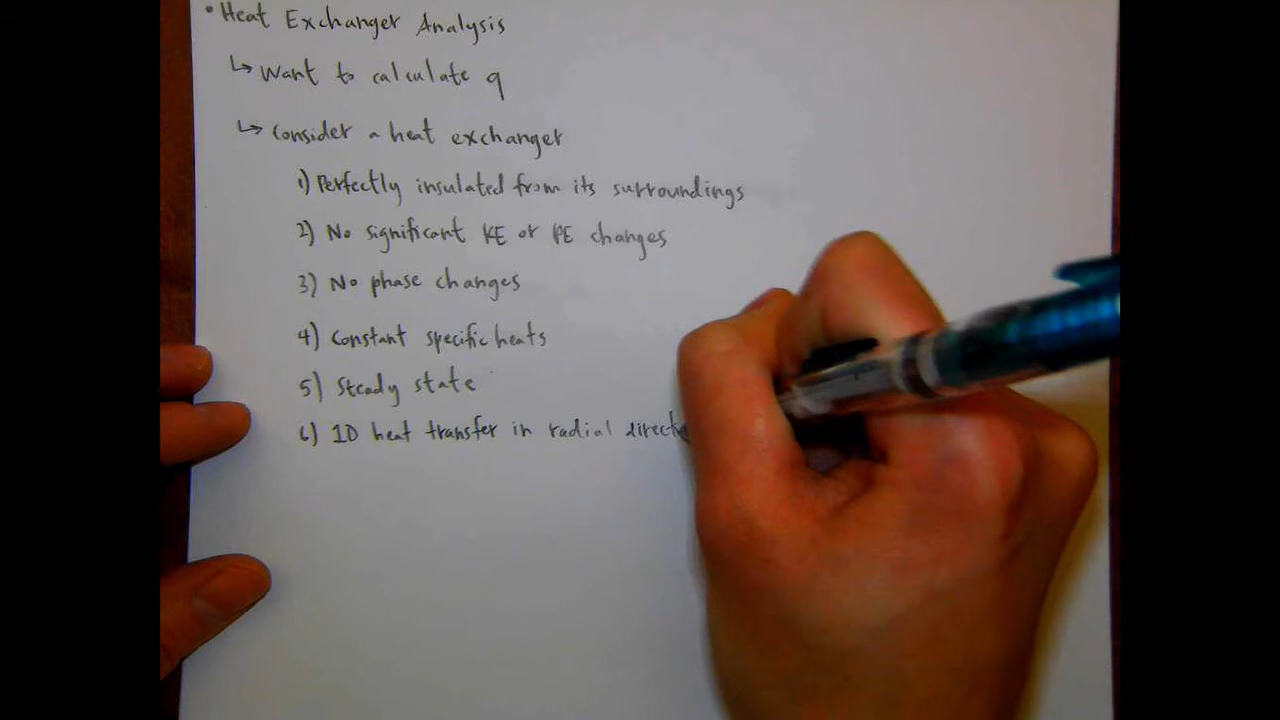 • Heat Exchanger Analysis
↳ Want to calculate q
↳ Consider a heat exchanger
1) Perfectly insulated from its surroundings
2) No significant KE or PE changes
3) No phase changes
4) Constant specific heats
5) Steady state
6) 1D heat transfer in radial directi